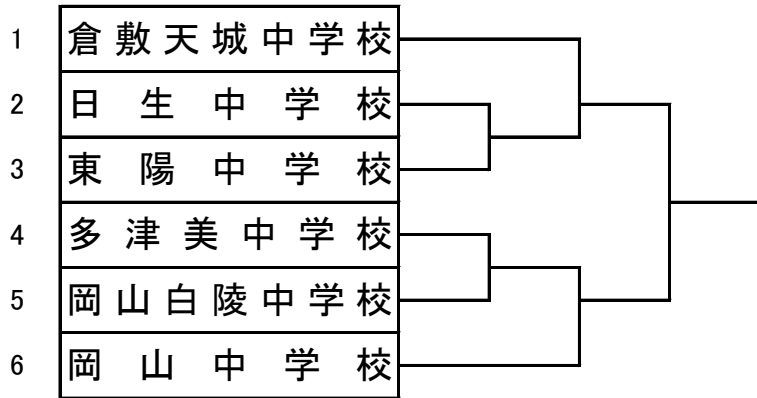 1 倉敷天城中学校
2 日生中学校
3 東陽中学校
4 多津美中学校
5 岡山白陵中学校
6 岡山中学校